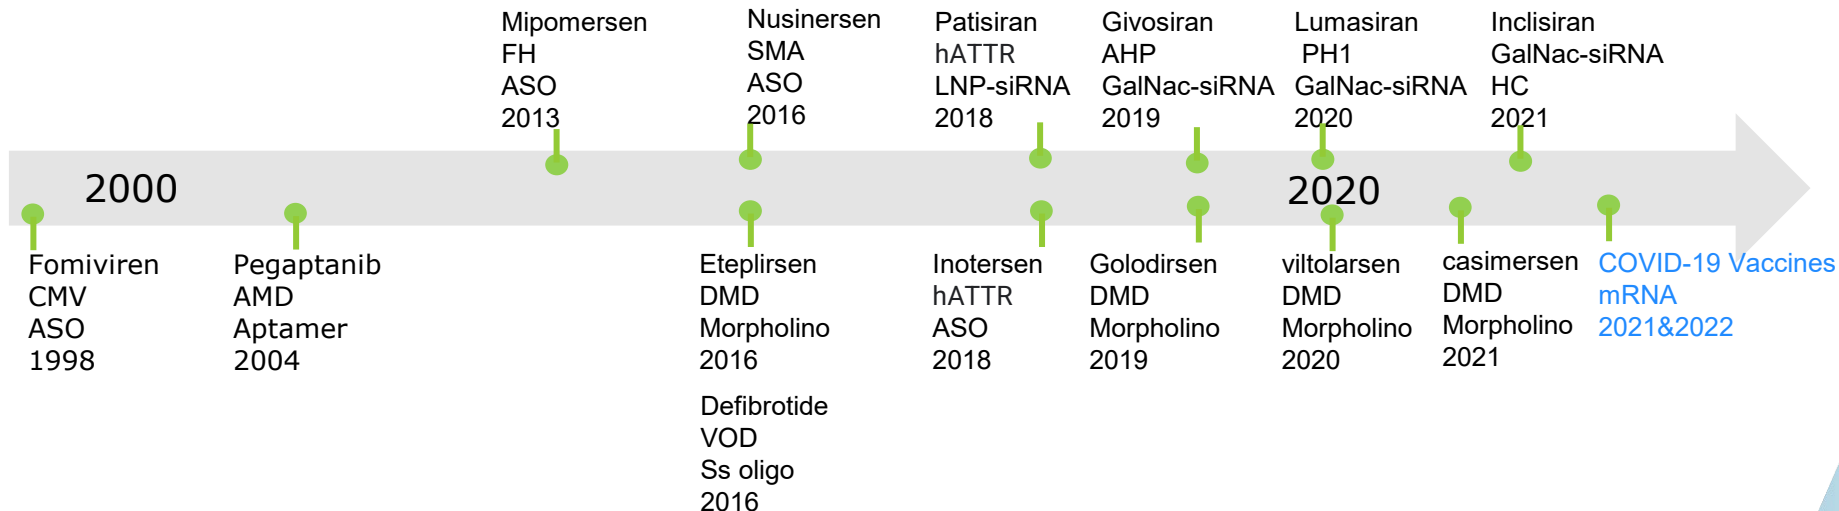 Mipomersen
FH
ASO
2013
Nusinersen
SMA
ASO
2016
Patisiran
hATTR
LNP-siRNA
2018
Givosiran
AHP
GalNac-siRNA
2019
Lumasiran
PH1
GalNac-siRNA
2020
Inclisiran
GalNac-siRNA
HC
2021
2000
2020
Fomiviren
CMV
ASO
1998
Pegaptanib
AMD
Aptamer
2004
Eteplirsen
DMD
Morpholino
2016
Defibrotide
VOD
Ss oligo
2016
Inotersen
hATTR
ASO
2018
Golodirsen
DMD
Morpholino
2019
viltolarsen
DMD
Morpholino
2020
casimersen
DMD
Morpholino
2021
COVID-19 Vaccines
mRNA
2021&2022